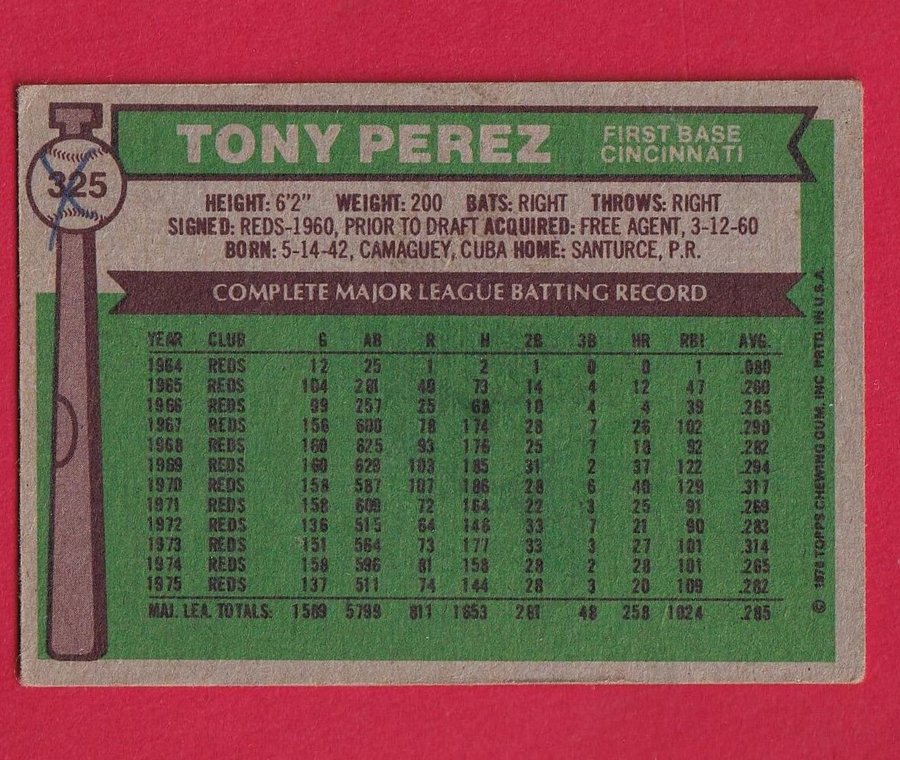 325
TONY PEREZ
FIRST BASE
CINCINNATI
HEIGHT: 6'2" WEIGHT: 200 BATS: RIGHT THROWS: RIGHT
SIGNED: REDS-1960, PRIOR TO DRAFT ACQUIRED: FREE AGENT, 3-12-60
BORN: 5-14-42, CAMAGUEY, CUBA HOME: SANTURCE, P.R.
COMPLETE MAJOR LEAGUE BATTING RECORD
YEAR CLUB G AB R H 2B 3B HR RBI AVG.
1964 REDS 12 25 1 2 1 0 0 1 .080
1965 REDS 104 281 40 73 14 4 12 47 .260
1966 REDS 99 257 25 68 10 4 4 39 .265
1967 REDS 156 600 78 174 28 7 26 102 .290
1968 REDS 160 625 93 176 25 7 18 92 .282
1969 REDS 160 629 103 185 31 2 37 122 .294
1970 REDS 158 587 107 186 28 6 40 129 .317
1971 REDS 158 609 72 164 22 3 25 91 .269
1972 REDS 136 515 64 146 33 7 21 90 .283
1973 REDS 151 564 73 177 33 3 27 101 .314
1974 REDS 158 596 81 158 28 2 28 101 .265
1975 REDS 137 511 74 144 28 3 20 109 .282
MAJ. LEA. TOTALS: 1589 5799 811 1653 281 48 258 1024 .285
© 1976 TOPPS CHEWING GUM, INC. PRTD. IN U.S.A.